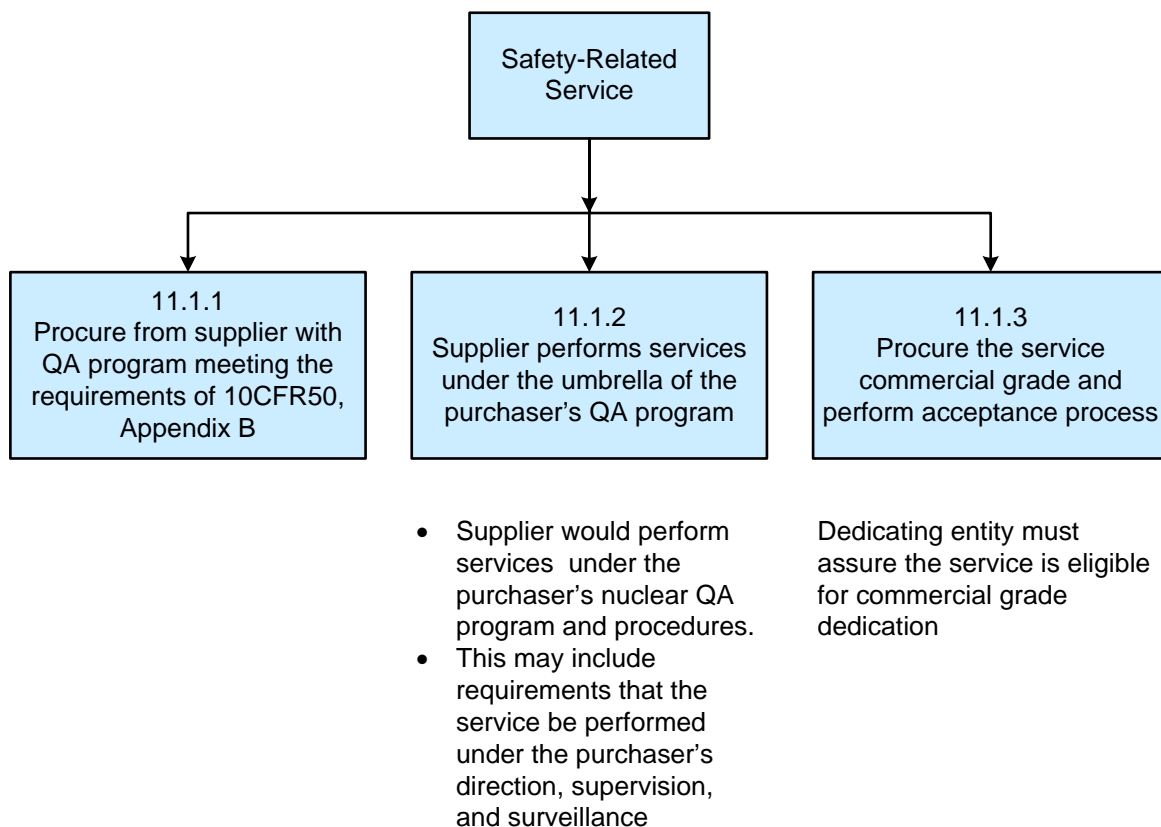 Safety-Related
Service
11.1.1
Procure from supplier with
QA program meeting the
requirements of 10CFR50,
Appendix B
11.1.2
Supplier performs services
under the umbrella of the
purchaser’s QA program
11.1.3
Procure the service
commercial grade and
perform acceptance process
• Supplier would perform
services under the
purchaser’s nuclear QA
program and procedures.
• This may include
requirements that the
service be performed
under the purchaser’s
direction, supervision,
and surveillance
Dedicating entity must
assure the service is eligible
for commercial grade
dedication